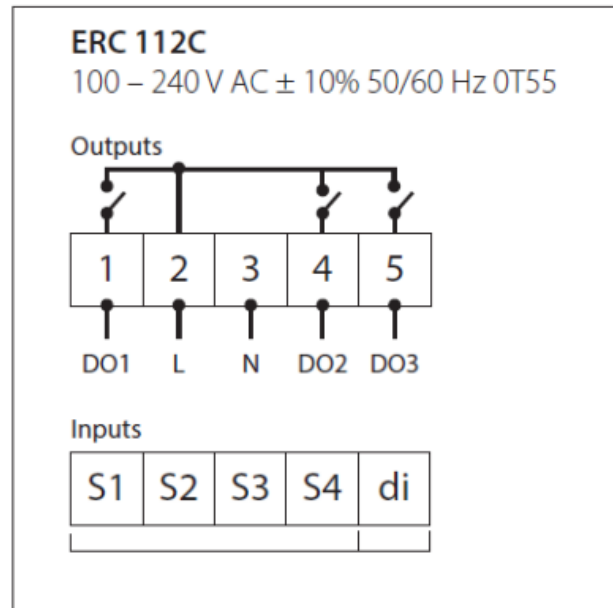 ERC 112C
100 – 240 V AC ± 10% 50/60 Hz 0T55
Outputs
1 2 3 4 5
DO1 L N DO2 DO3
Inputs
S1 S2 S3 S4 di